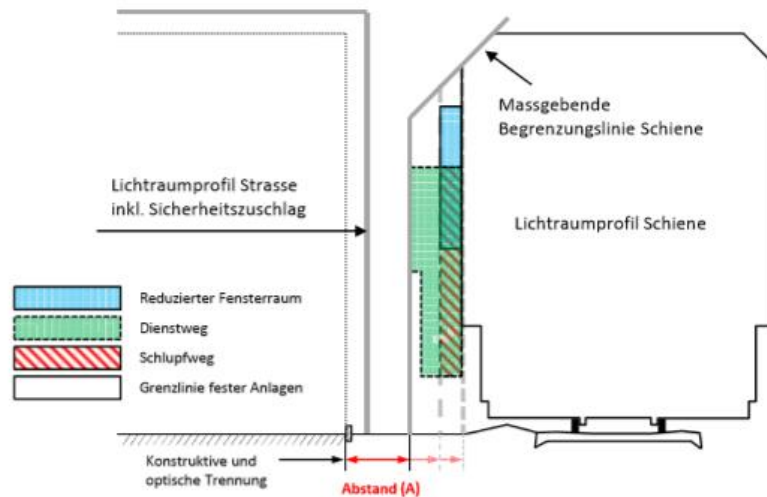 Massgebende
Begrenzungslinie Schiene
Lichtraumprofil Strasse
inkl. Sicherheitszuschlag
Lichtraumprofil Schiene
Reduzierter Fensterraum
Dienstweg
Schlupfweg
Grenzlinie fester Anlagen
Konstruktive und
optische Trennung
Abstand (A)